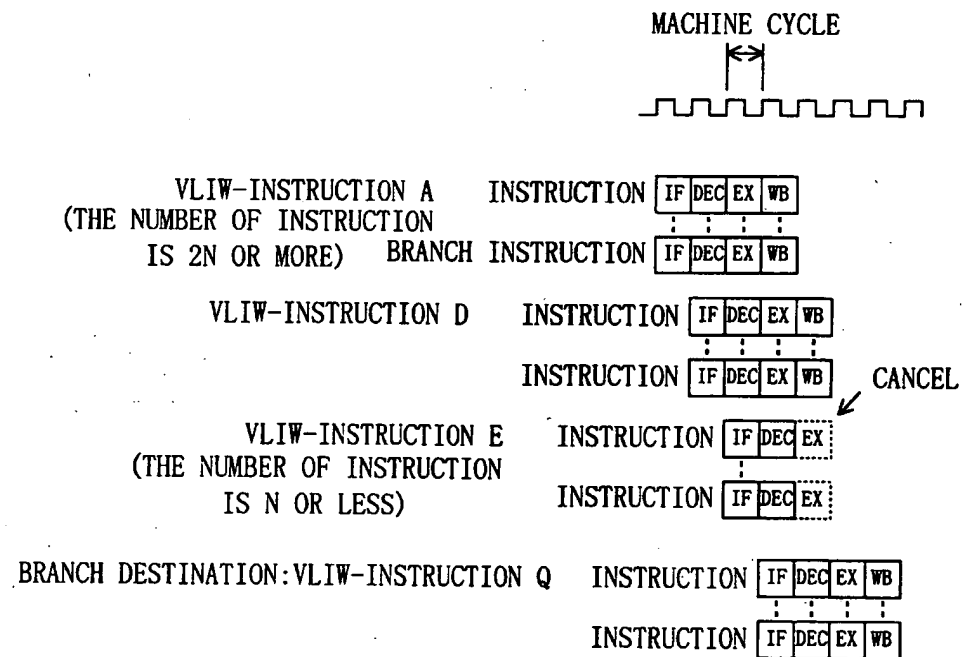 MACHINE CYCLE
VLIW-INSTRUCTION A INSTRUCTION IF DEC EX WB
(THE NUMBER OF INSTRUCTION
IS 2N OR MORE) BRANCH INSTRUCTION IF DEC EX WB
VLIW-INSTRUCTION D INSTRUCTION IF DEC EX WB
INSTRUCTION IF DEC EX WB CANCEL
VLIW-INSTRUCTION E INSTRUCTION IF DEC EX
(THE NUMBER OF INSTRUCTION
IS N OR LESS) INSTRUCTION IF DEC EX
BRANCH DESTINATION:VLIW-INSTRUCTION Q INSTRUCTION IF DEC EX WB
INSTRUCTION IF DEC EX WB